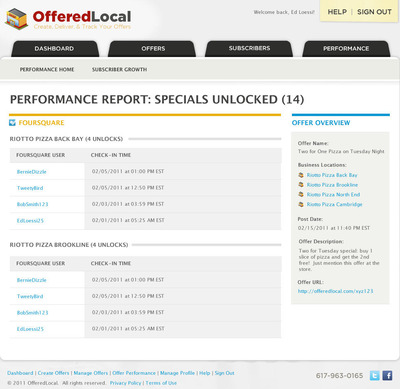 OfferedLocal
Create, Deliver, & Track Your Offers
Welcome back, Ed Loessi!
HELP | SIGN OUT
DASHBOARD
OFFERS
SUBSCRIBERS
PERFORMANCE
PERFORMANCE HOME
SUBSCRIBER GROWTH
PERFORMANCE REPORT: SPECIALS UNLOCKED (14)
FOURSQUARE
RIOTTO PIZZA BACK BAY (4 UNLOCKS)
FOURSQUARE USER CHECK-IN TIME
BernieDizzle 02/05/2011 at 01:00 PM EST
TweetyBird 02/05/2011 at 12:50 PM EST
BobSmith123 02/03/2011 at 03:59 PM EST
EdLoessi25 02/01/2011 at 05:25 AM EST
RIOTTO PIZZA BROOKLINE (4 UNLOCKS)
FOURSQUARE USER CHECK-IN TIME
BernieDizzle 02/05/2011 at 01:00 PM EST
TweetyBird 02/05/2011 at 12:50 PM EST
BobSmith123 02/03/2011 at 03:59 PM EST
EdLoessi25 02/01/2011 at 05:25 AM EST
OFFER OVERVIEW
Offer Name:
Two for One Pizza on Tuesday Night
Business Locations:
Riotto Pizza Back Bay
Riotto Pizza Brookline
Riotto Pizza North End
Riotto Pizza Cambridge
Post Date:
02/15/2011 at 11:40 PM EST
Offer Description:
Two for Tuesday special: buy 1
slice of pizza and get the 2nd
free! Just mention this offer at the
store.
Offer URL:
http://offeredlocal.com/xyz123
Dashboard | Create Offers | Manage Offers | Offer Performance | Manage Profile | Help | Sign Out
© 2011 OfferedLocal. All rights reserved. Privacy Policy | Terms of Use
617-963-0165